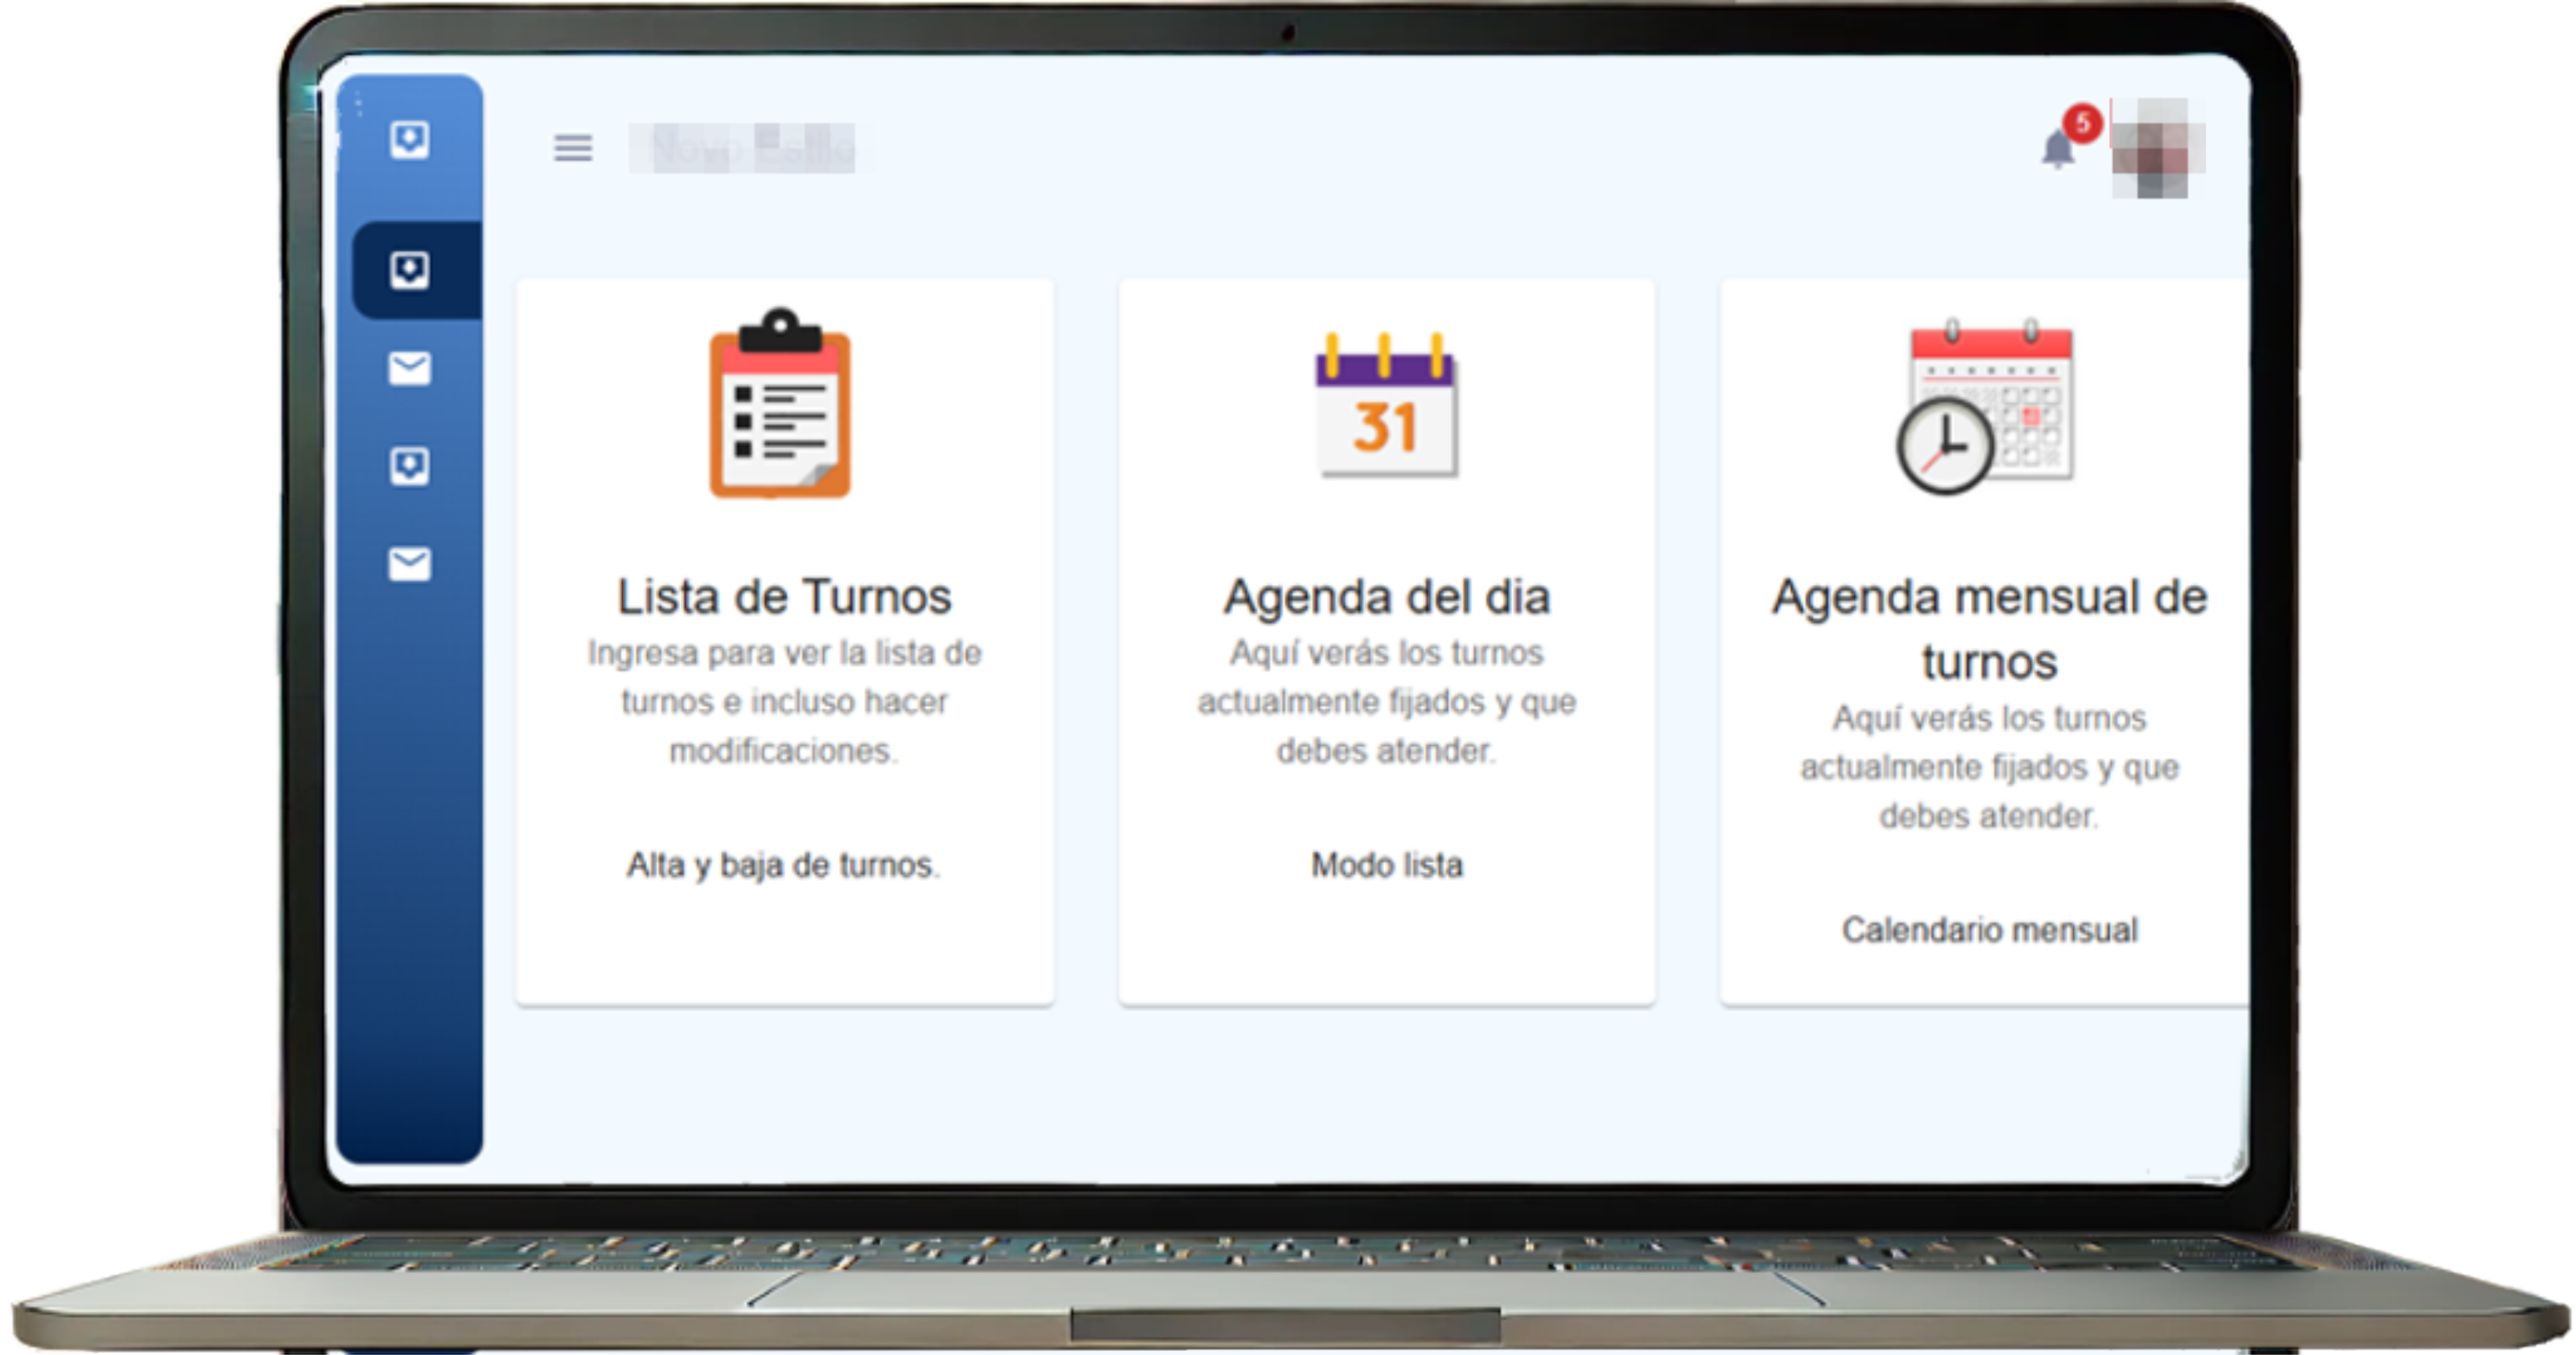 5
31
Lista de Turnos
Ingresa para ver la lista de
turnos e incluso hacer
modificaciones.
Alta y baja de turnos.
Agenda del dia
Aquí verás los turnos
actualmente fijados y que
debes atender.
Modo lista
Agenda mensual de
turnos
Aquí verás los turnos
actualmente fijados y que
debes atender.
Calendario mensual